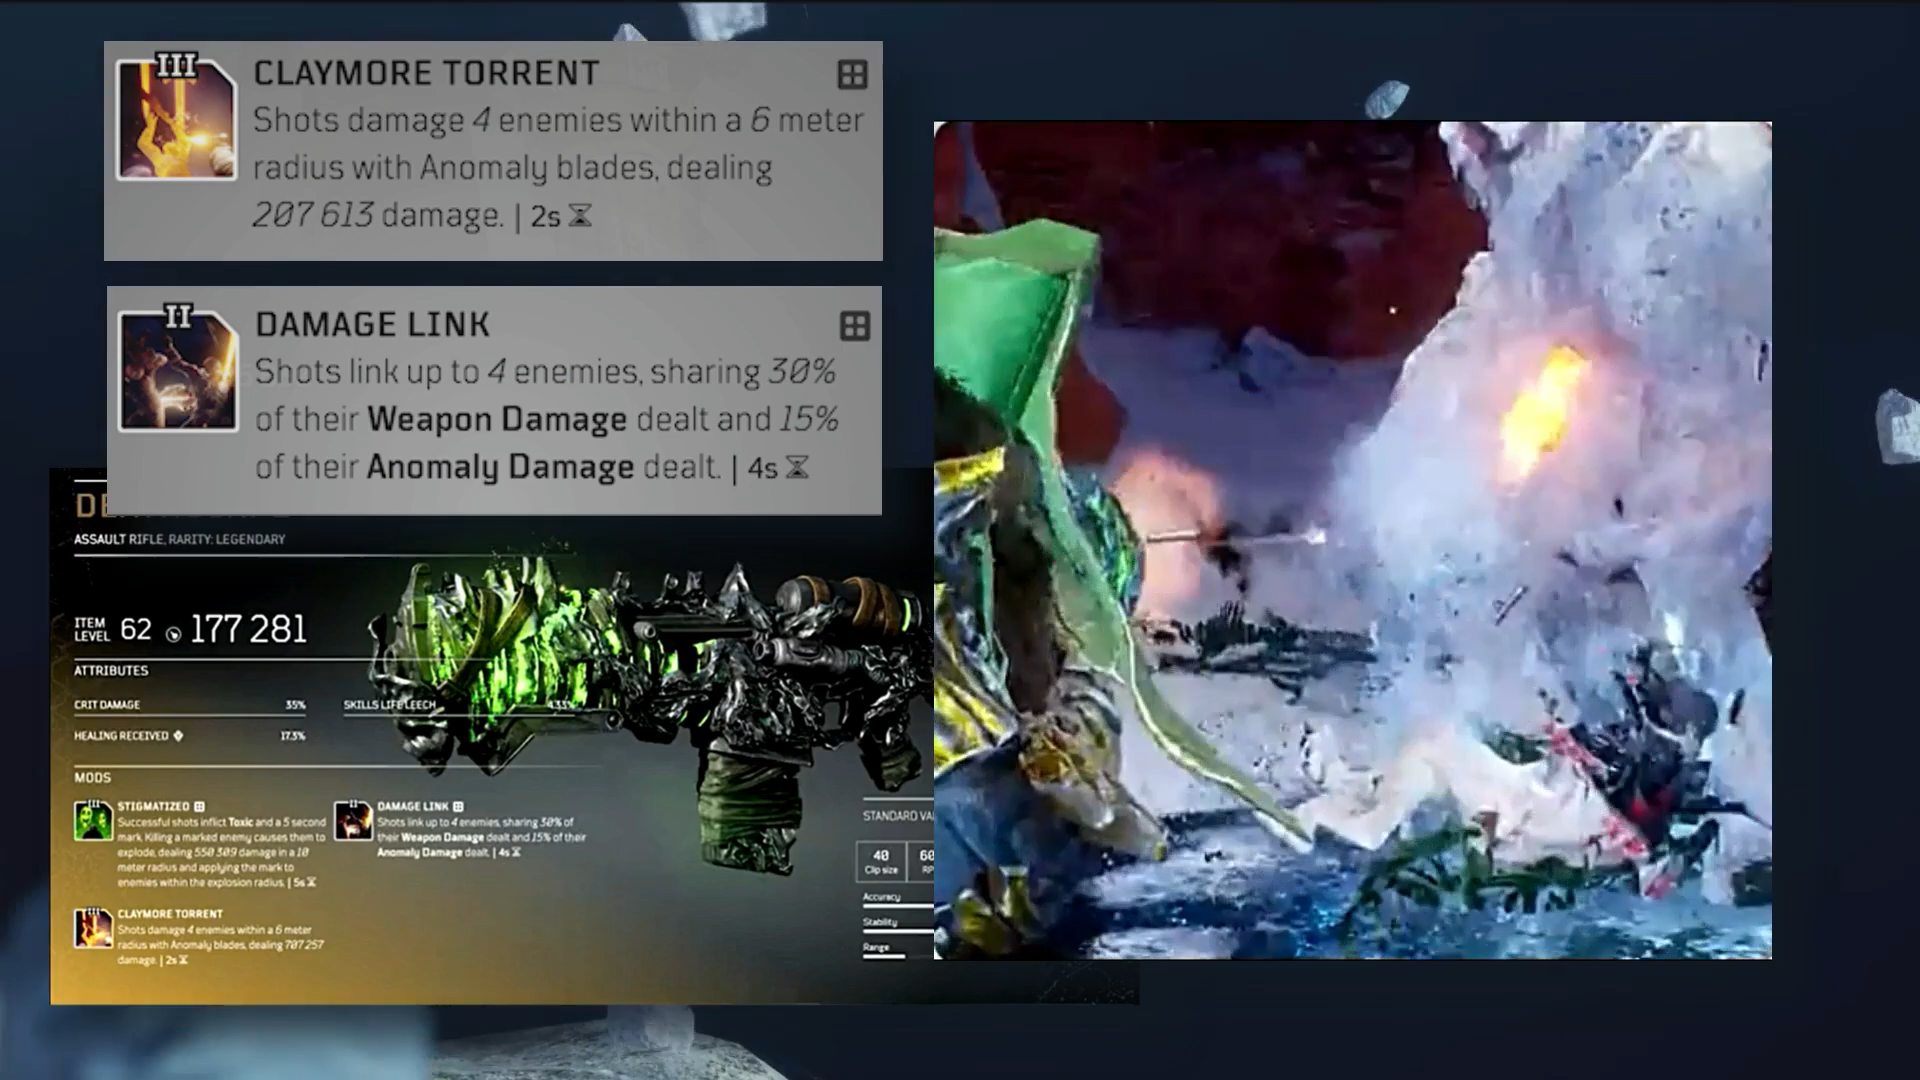 III
CLAYMORE TORRENT
Shots damage 4 enemies within a 6 meter
radius with Anomaly blades, dealing
207 613 damage. | 2s
II
DAMAGE LINK
Shots link up to 4 enemies, sharing 30%
of their Weapon Damage dealt and 15%
of their Anomaly Damage dealt. | 4s
ASSAULT RIFLE, RARITY: LEGENDARY
ITEM LEVEL 62 177 281
ATTRIBUTES
CRIT DAMAGE 35% SKILLS LIFE LEECH 4.33%
HEALING RECEIVED 17.3%
MODS
III
STIGMATIZED
Successful shots inflict Toxic and a 5 second
mark. Killing a marked enemy causes them to
explode, dealing 550 309 damage in a 10
meter radius and applying the mark to
enemies within the explosion radius. | 5s
II
DAMAGE LINK
Shots link up to 4 enemies, sharing 30% of
their Weapon Damage dealt and 15% of their
Anomaly Damage dealt. | 4s
III
CLAYMORE TORRENT
Shots damage 4 enemies within a 6 meter
radius with Anomaly blades, dealing 707 257
damage. | 2s
STANDARD
40
Clip size
Accuracy
Stability
Range